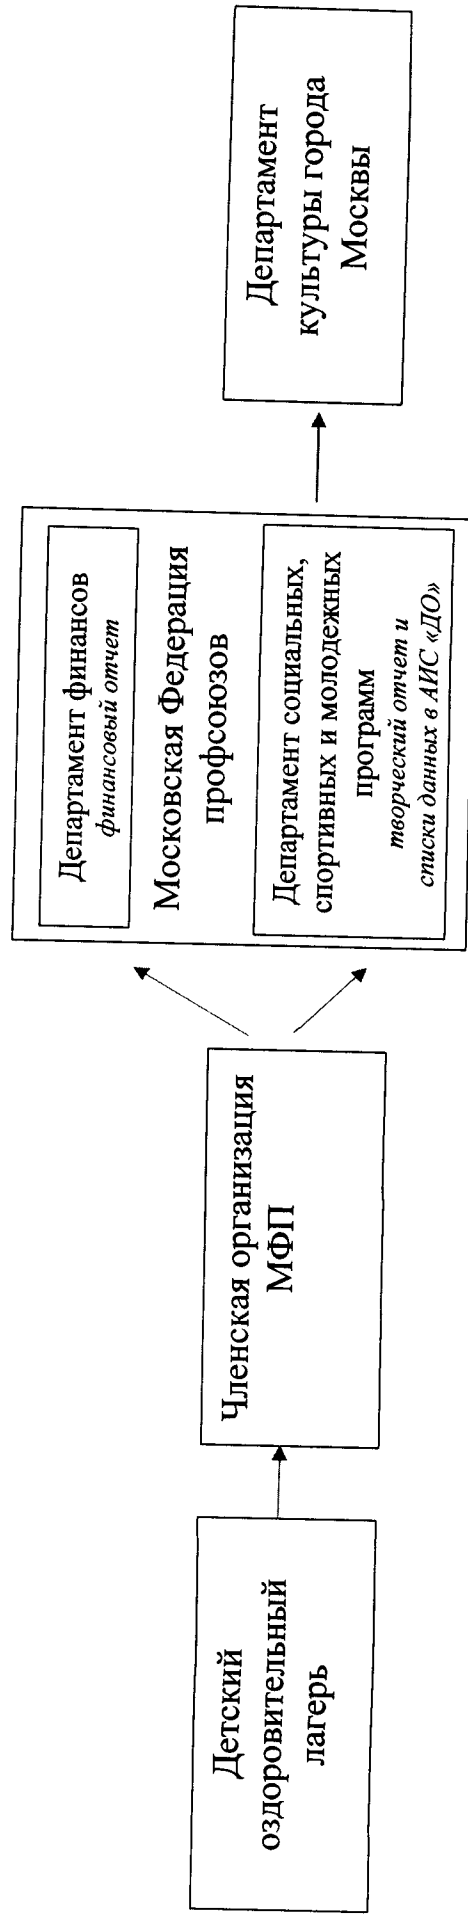 Детский
оздоровительный
лагерь
Членская организация
МФП
Департамент финансов
финансовый отчет
Московская Федерация
профсоюзов
Департамент социальных,
спортивных и молодежных
программ
творческий отчет и
списки данных в АИС «ДО»
Департамент
культуры города
Москвы